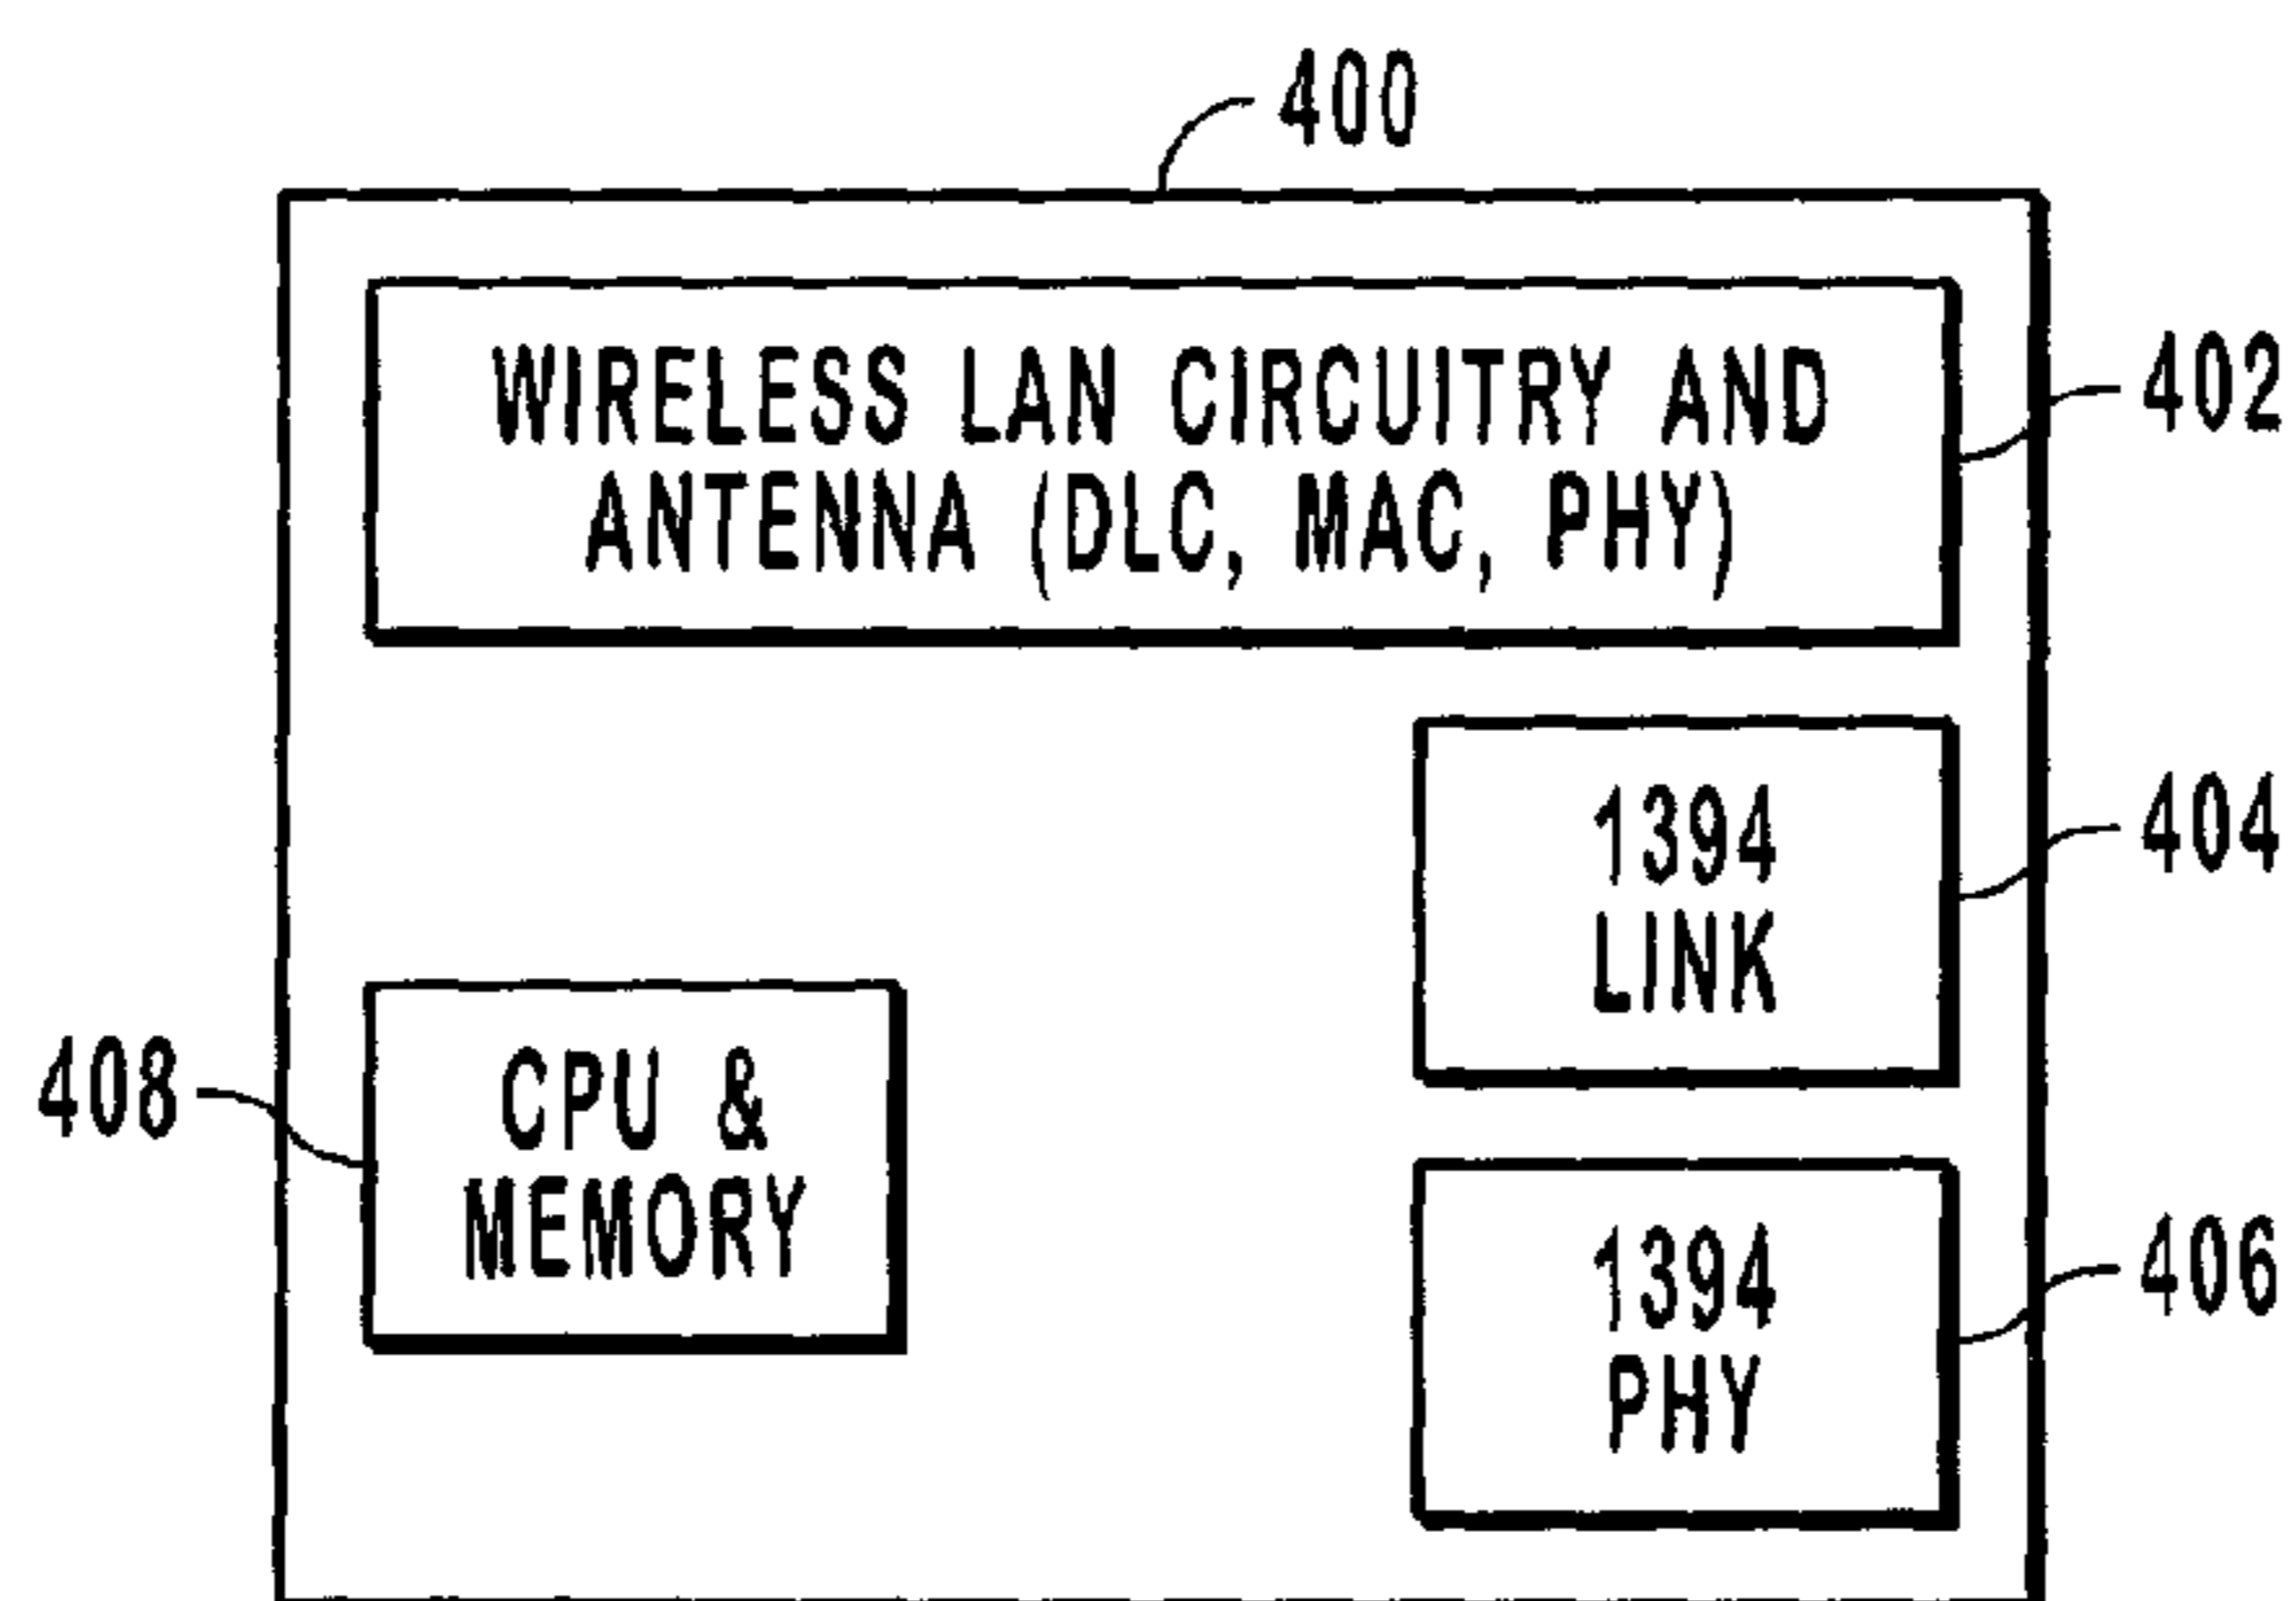 400
WIRELESS LAN CIRCUITRY AND
ANTENNA (DLC, MAC, PHY)
402
1394
LINK
404
408
CPU &
MEMORY
1394
PHY
406